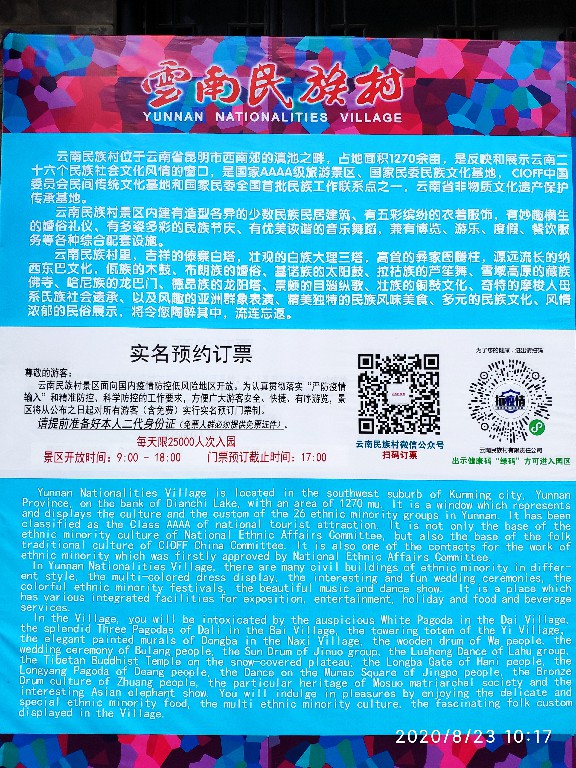 雲南民族村
YUNNAN NATIONALITIES VILLAGE
云南民族村位于云南省昆明市西南郊的滇池之畔，占地面积1270余亩，是反映和展示云南二
十六个民族社会文化风情的窗口，是国家AAAA级旅游景区、国家民委民族文化基地，CIOFF中国
委员会民间传统文化基地和国家民委全国首批民族工作联系点之一，云南省非物质文化遗产保护
传承基地。
云南民族村景区内建有造型各异的少数民族民居建筑、有五彩缤纷的衣着服饰，有妙趣横生
的婚俗礼仪、有多姿多彩的民族节庆、有优美诙谐的音乐舞蹈，兼有博览、游乐、度假、餐饮服
务等各种综合配套设施。
云南民族村里，吉祥的傣家白塔，壮观的白族大理三塔，高耸的彝家图腾柱，源远流长的纳
西东巴文化，佤族的木鼓、布朗族的婚俗、基诺族的太阳鼓、拉祜族的芦笙舞、雪域高原的藏族
佛寺、哈尼族的龙巴门、德昂族的龙阳塔、景颇的目瑙纵歌、壮族的铜鼓文化、奇特的摩梭人母
系民族社会遗承、以及风趣的亚洲群象表演、精美独特的民族风味美食、多元的民族文化、风情
浓郁的民俗展示，将令您陶醉其中，流连忘返。
实名预约订票
尊敬的游客：
云南民族村景区面向国内疫情防控低风险地区开放。为认真贯彻落实“严防疫情
输入”和精准防控、科学防控的工作要求，方便广大游客安全、快捷、有序游览，景
区将从公布之日起对所有游客（含免费）实行实名预订门票制。
请提前准备好本人二代身份证（免票人群必须提供免票证件）。
每天限25000人次入园
景区开放时间：9:00 - 18:00 门票预订截止时间：17:00
云南民族村微信公众号
扫码订票
为了您的健康，进出请扫码
抗疫情
云南民族村有限责任公司
出示健康码“绿码”方可进入园区
Yunnan Nationalities Village is located in the southwest suburb of Kunming city, Yunnan
Province, on the bank of Dianchi Lake, with an area of 1270 mu. It is a window which represents
and displays the culture and the custom of the 26 ethnic minority groups in Yunnan. It has been
classified as the Class AAAA of national tourist attraction. It is not only the base of the
ethnic minority culture of National Ethnic Affairs Committee, but also the base of the folk
traditional culture of CIOFF China Committee. It is also one of the contacts for the work of
ethnic minority which was firstly approved by National Ethnic Affairs Committe.
In Yunnan Nationalities Village, there are many civil buildings of ethnic minority in differ-
ent style, the multi-colored dress display, the interesting and fun wedding ceremonies, the
colorful ethnic minority festivals, the beautiful music and dance show. It is a place which
has various integrated facilities for exposition, entertainment, holiday and food and beverage
services.
In the Village, you will be intoxicated by the auspicious White Pagoda in the Dai Village,
the splendid Three Pagodas of Dali in the Bai Village, the towering totem of the Yi Village,
the elegant painted murals of Dongba in the Naxi Village, the wooden drum of Wa people, the
wedding ceremony of Bulang people, the Sun Drum of Jinuo group, the Lusheng Dance of Lahu group,
the Tibetan Buddhist Temple on the snow-covered plateau, the Longba Gate of Hani people, the
Longyang Pagoda of Deang people, the Dance on the Munao Square of Jingpo people, the Bronze
Drum culture of Zhuang people, the particular heritage of Mosuo matriarchal society and the
interesting Asian elephant show. You will indulge in pleasures by enjoying the delicate and
special ethnic minority food, the multi ethnic minority culture, the fascinating folk custom
displayed in the Village.
2020/8/23 10:17